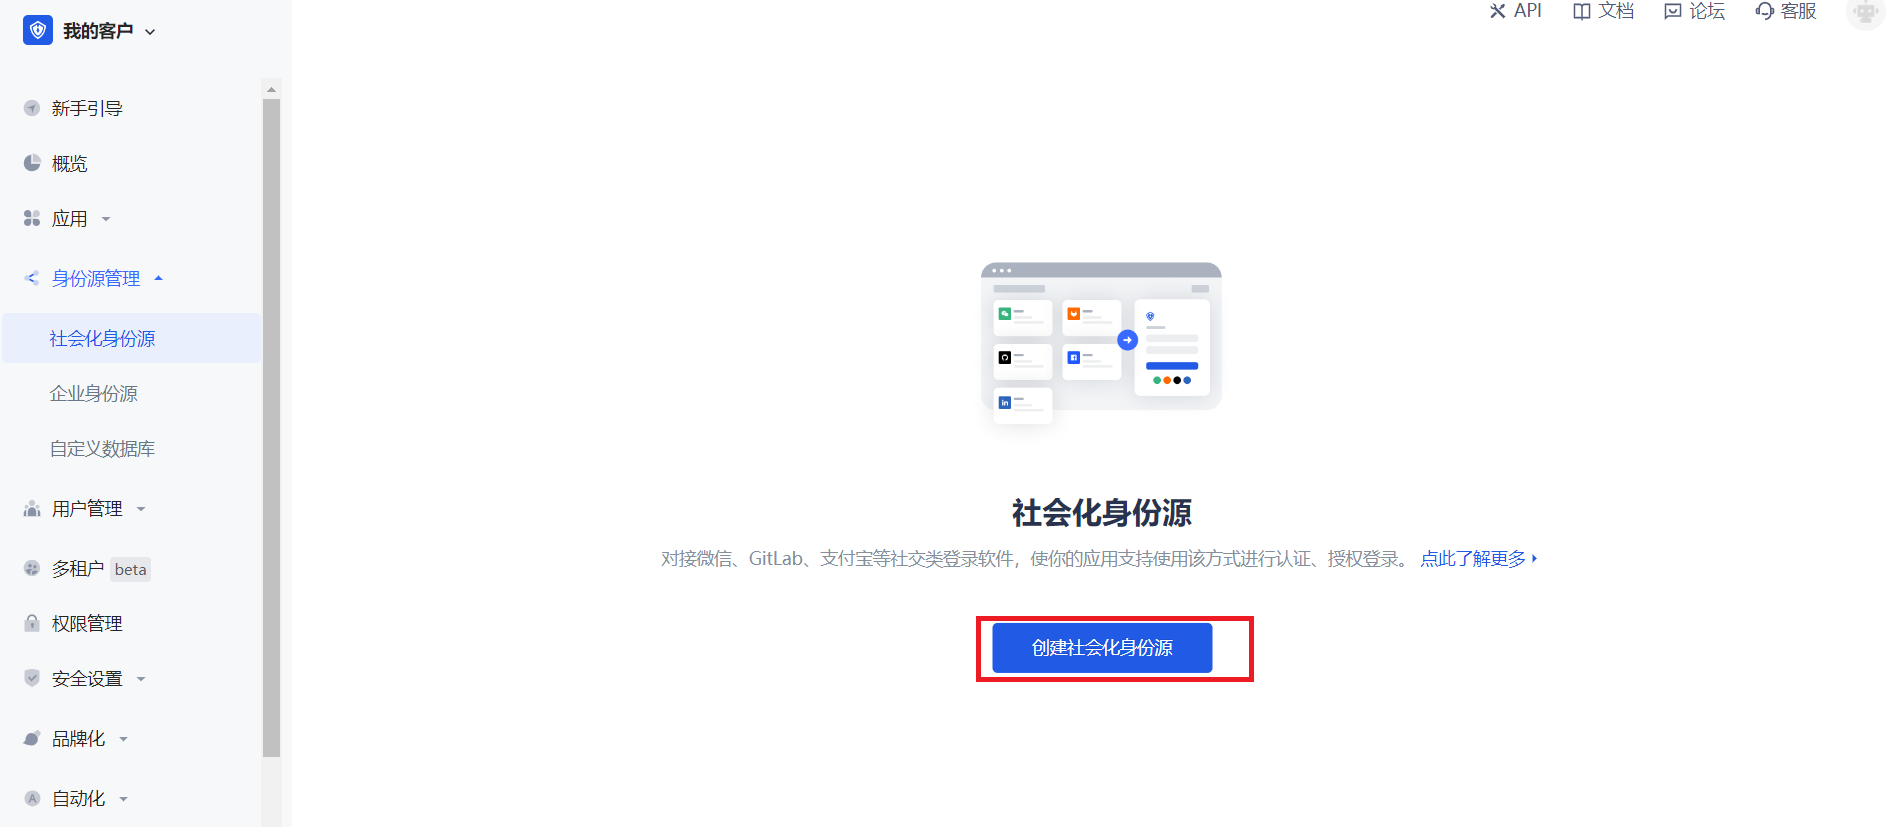 我的客户
API 文档 论坛 客服
新手引导
概览
应用
身份源管理
社会化身份源
企业身份源
自定义数据库
用户管理
多租户 beta
权限管理
安全设置
品牌化
自动化
社会化身份源
对接微信、GitLab、支付宝等社交类登录软件，使你的应用支持使用该方式进行认证、授权登录。 点此了解更多
创建社会化身份源